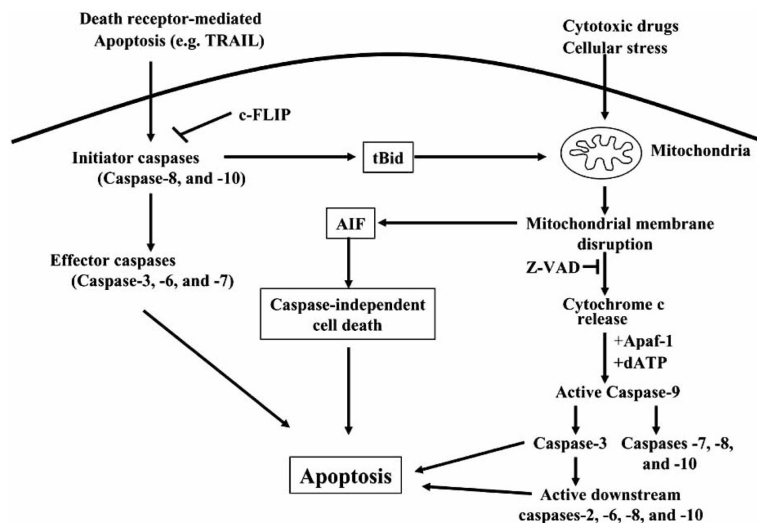 Death receptor-mediated
Apoptosis (e.g. TRAIL)
Cytotoxic drugs
Cellular stress
c-FLIP
Initiator caspases
(Caspase-8, and -10)
tBid
Mitochondria
AIF
Mitochondrial membrane
disruption
Effector caspases
(Caspase-3, -6, and -7)
Z-VAD
Caspase-independent
cell death
Cytochrome c
release
+Apaf-1
+dATP
Active Caspase-9
Caspase-3
Caspases -7, -8,
and -10
Apoptosis
Active downstream
caspases-2, -6, -8, and -10